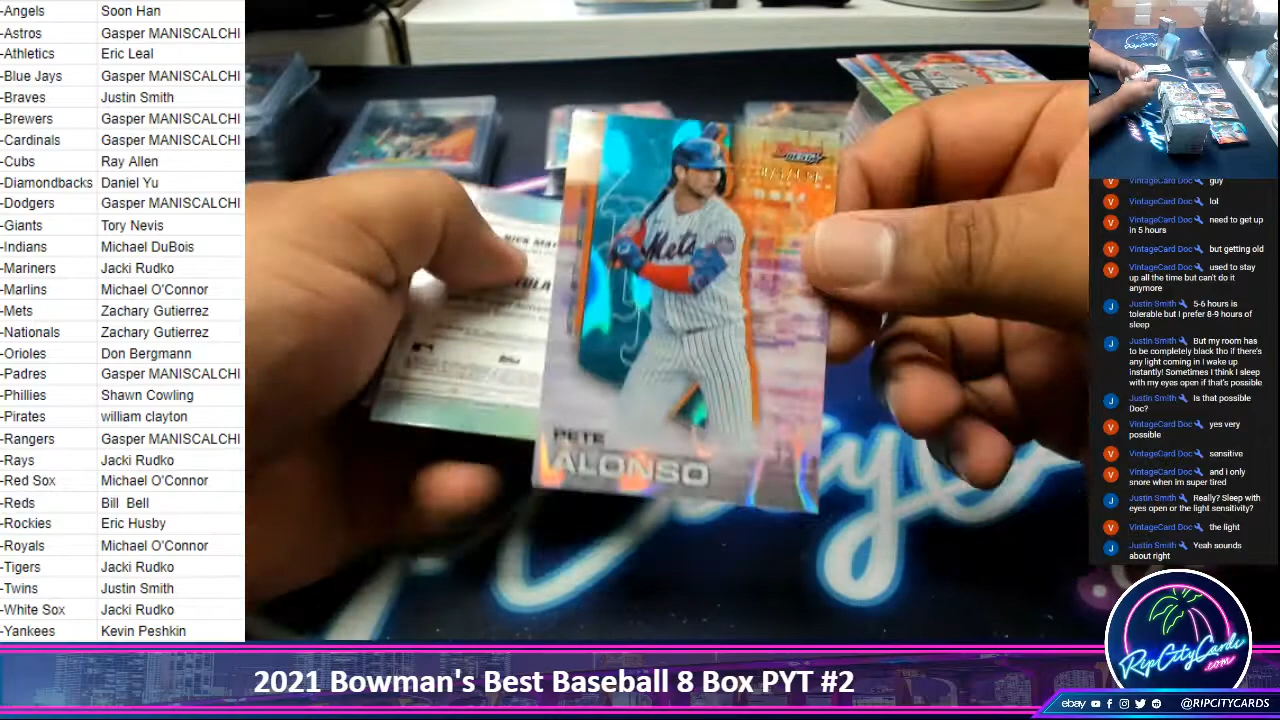 -Angels Soon Han
-Astros Gasper MANISCALCHI
-Athletics Eric Leal
-Blue Jays Gasper MANISCALCHI
-Braves Justin Smith
-Brewers Gasper MANISCALCHI
-Cardinals Gasper MANISCALCHI
-Cubs Ray Allen
-Diamondbacks Daniel Yu
-Dodgers Gasper MANISCALCHI
-Giants Tory Nevis
-Indians Michael DuBois
-Mariners Jacki Rudko
-Marlins Michael O'Connor
-Mets Zachary Gutierrez
-Nationals Zachary Gutierrez
-Orioles Don Bergmann
-Padres Gasper MANISCALCHI
-Phillies Shawn Cowling
-Pirates william clayton
-Rangers Gasper MANISCALCHI
-Rays Jacki Rudko
-Red Sox Michael O'Connor
-Reds Bill Bell
-Rockies Eric Husby
-Royals Michael O'Connor
-Tigers Jacki Rudko
-Twins Justin Smith
-White Sox Jacki Rudko
-Yankees Kevin Peshkin
Mets
PETE
ALONSO
NICK
topps
VintageCard Doc guy
VintageCard Doc lol
VintageCard Doc need to get up
in 5 hours
VintageCard Doc but getting old
VintageCard Doc used to stay
up all the time but can't do it
anymore
J Justin Smith 5-6 hours is
tolerable but I prefer 8-9 hours of
sleep
J Justin Smith But my room has
to be completely black tho if there's
any light coming in I wake up
instantly! Sometimes I think I sleep
with my eyes open if that's possible
J Justin Smith Is that possible
Doc?
V VintageCard Doc yes very
possible
V VintageCard Doc sensitive
V VintageCard Doc and i only
snore when im super tired
J Justin Smith Really? Sleep with
eyes open or the light sensitivity?
V VintageCard Doc the light
J Justin Smith Yeah sounds
about right
RipCityCards
.com
2021 Bowman's Best Baseball 8 Box PYT #2
ebay @RIPCITYCARDS